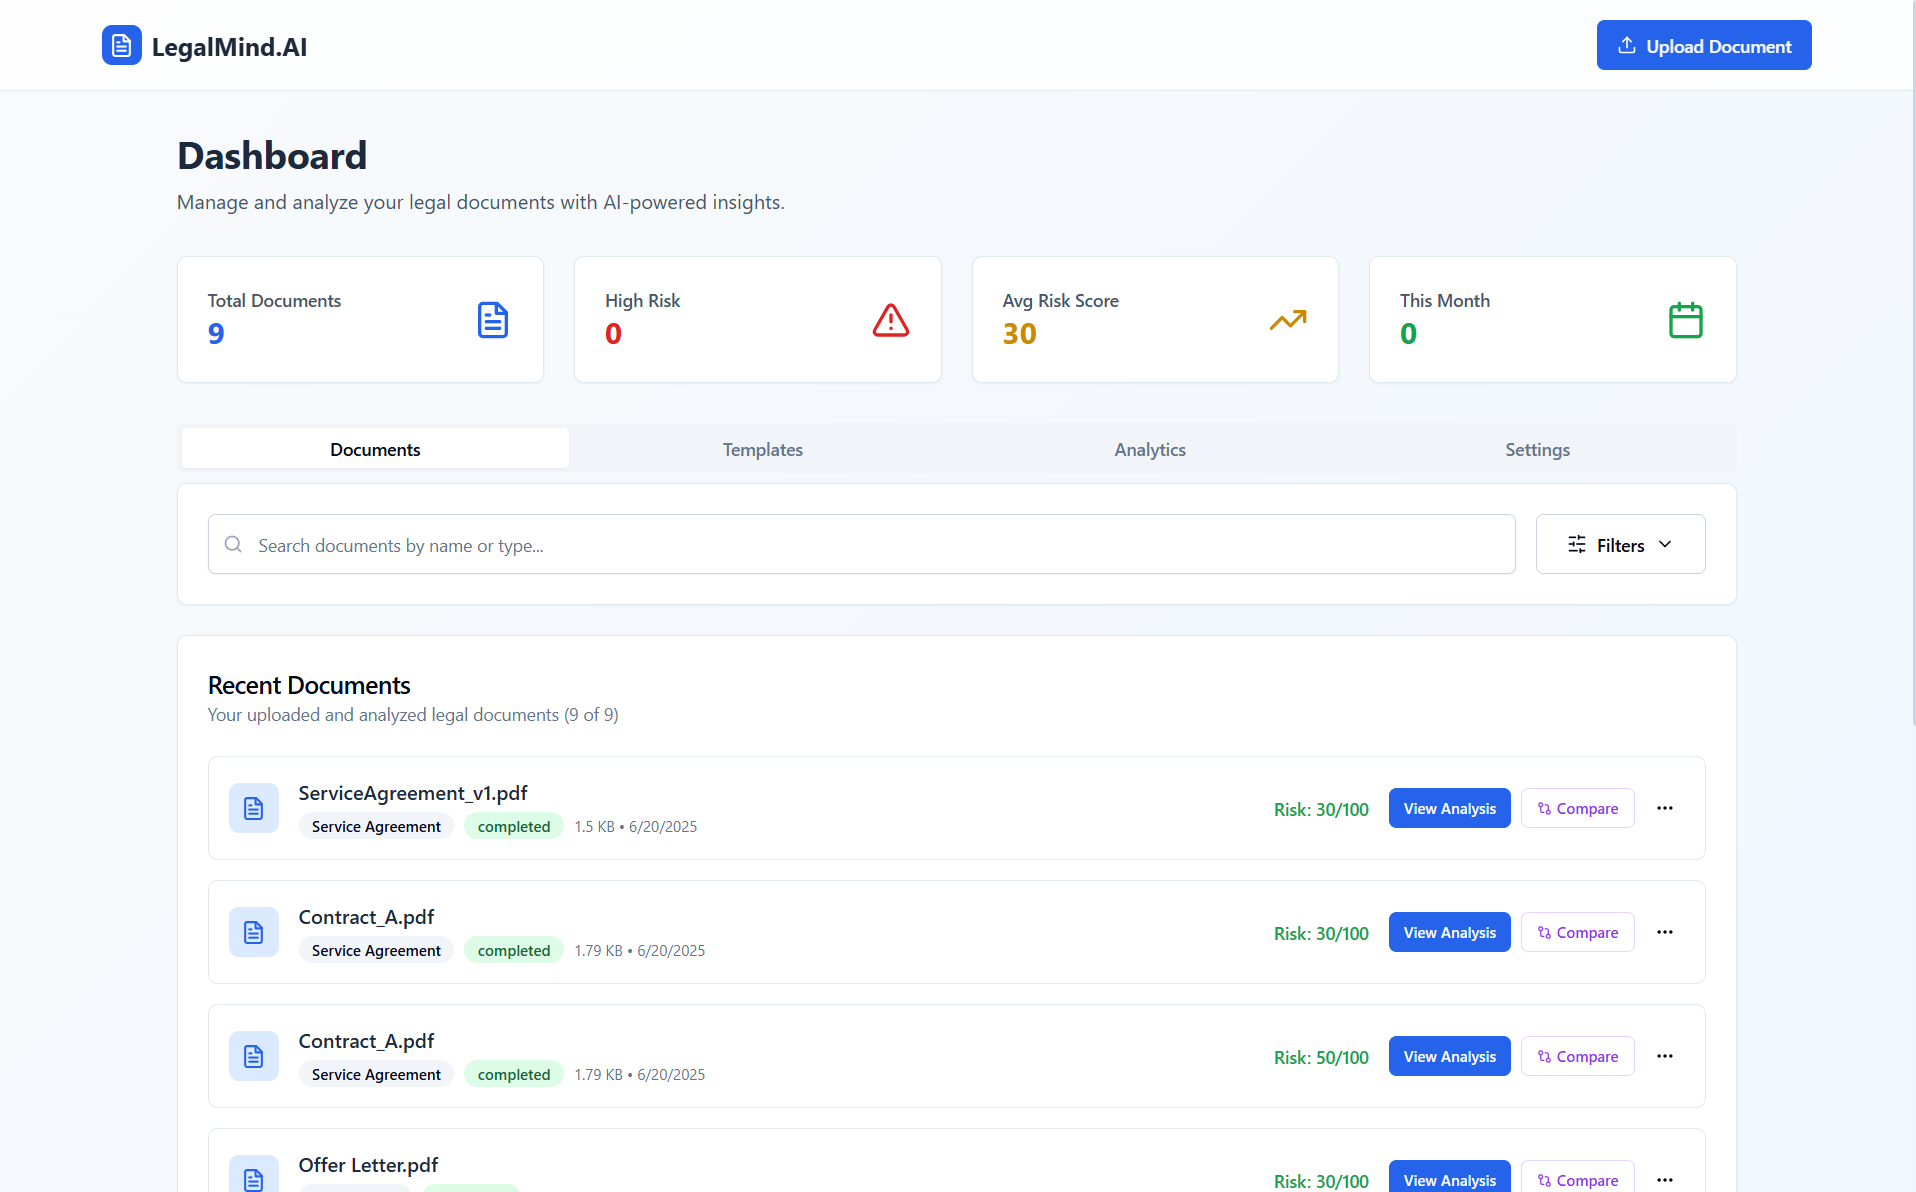 LegalMind.AI
Upload Document
Dashboard
Manage and analyze your legal documents with AI-powered insights.
Total Documents
9
High Risk
0
Avg Risk Score
30
This Month
0
Documents Templates Analytics Settings
Search documents by name or type...
Filters
Recent Documents
Your uploaded and analyzed legal documents (9 of 9)
ServiceAgreement_v1.pdf
Service Agreement completed 1.5 KB • 6/20/2025
Risk: 30/100 View Analysis Compare
Contract_A.pdf
Service Agreement completed 1.79 KB • 6/20/2025
Risk: 30/100 View Analysis Compare
Contract_A.pdf
Service Agreement completed 1.79 KB • 6/20/2025
Risk: 50/100 View Analysis Compare
Offer Letter.pdf
Risk: 30/100 View Analysis Compare